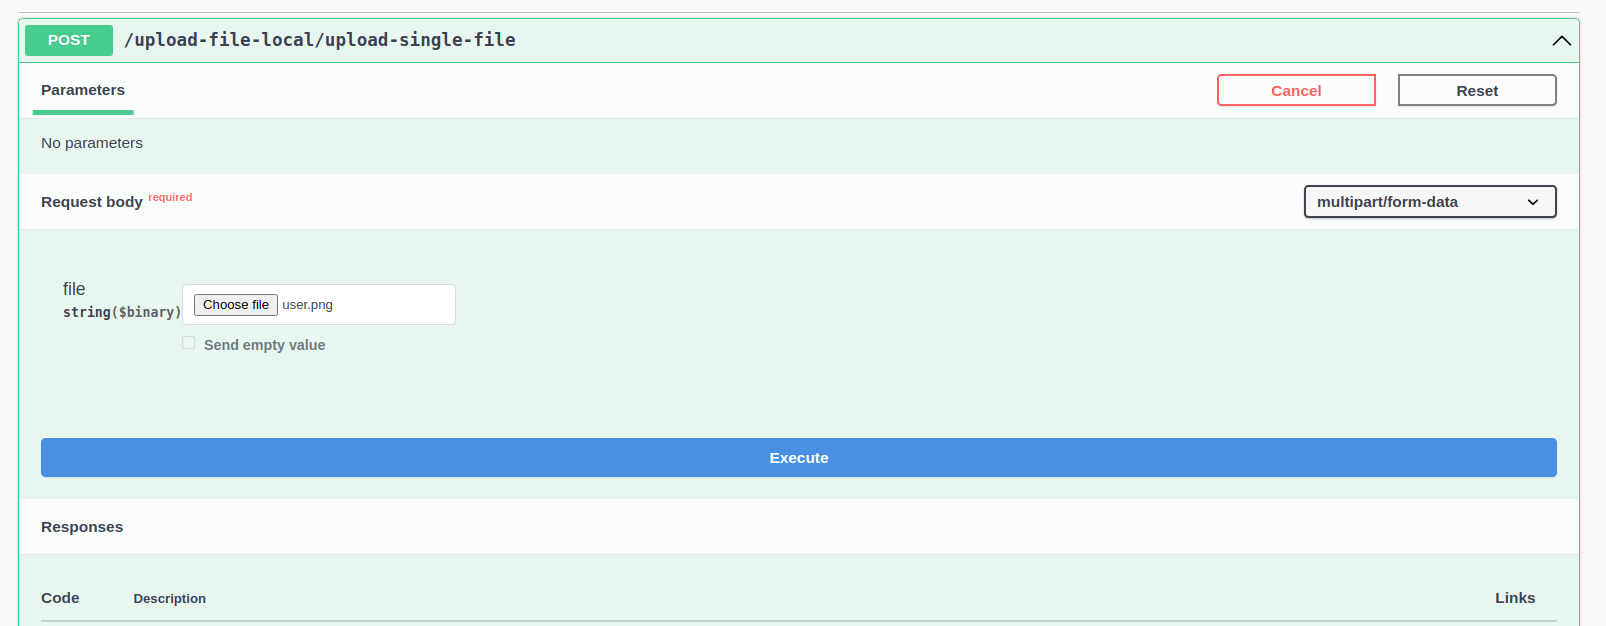 POST /upload-file-local/upload-single-file
Parameters Cancel Reset
No parameters
Request body required multipart/form-data
file
string($binary) Choose file user.png
Send empty value
Execute
Responses
Code Description Links